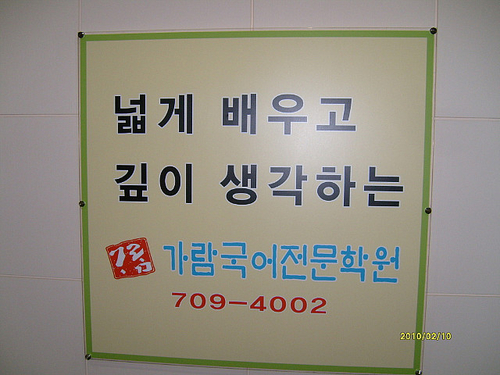 넓게 배우고
깊이 생각하는
가람
가람국어전문학원
709-4002
2010/02/10